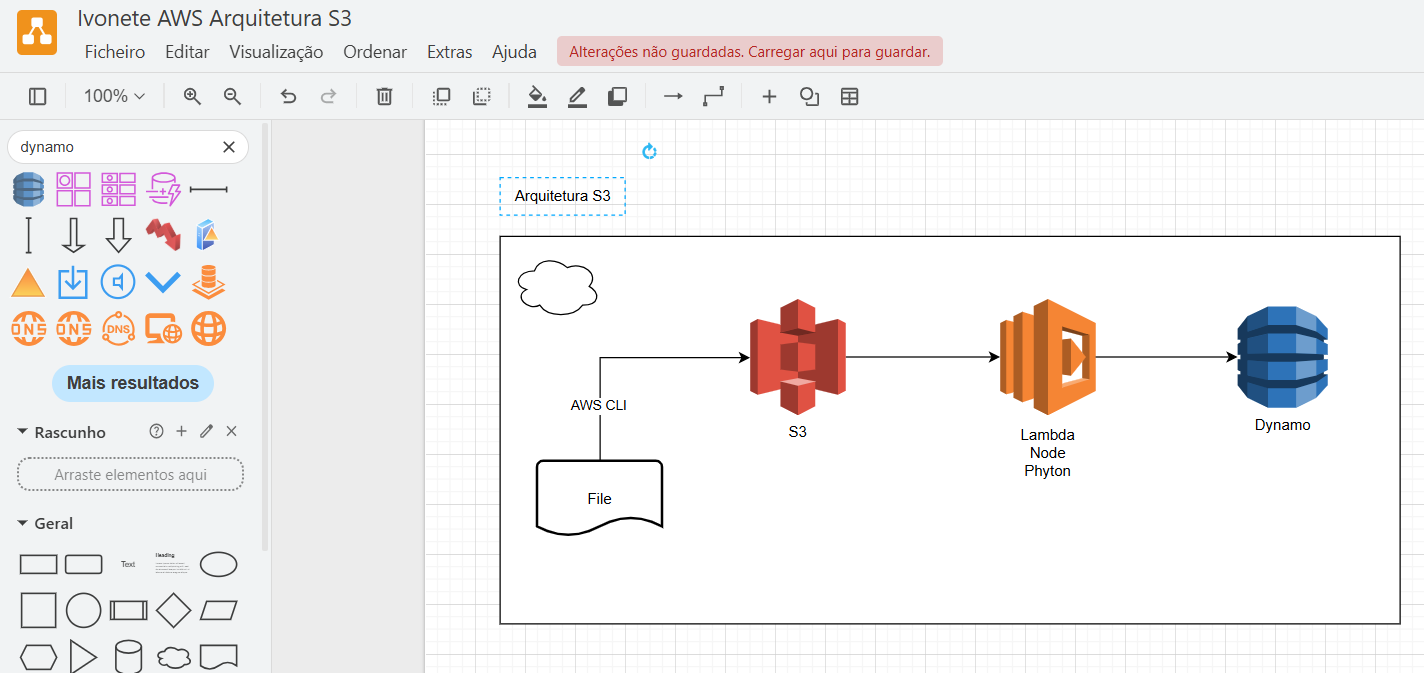 Ivonete AWS Arquitetura S3
Ficheiro Editar Visualização Ordenar Extras Ajuda Alterações não guardadas. Carregar aqui para guardar.
100%
dynamo
DNS DNS DNS
Mais resultados
Rascunho
Arraste elementos aqui
Geral
Text Heading
Arquitetura S3
AWS CLI
File
S3
Lambda
Node
Phyton
Dynamo